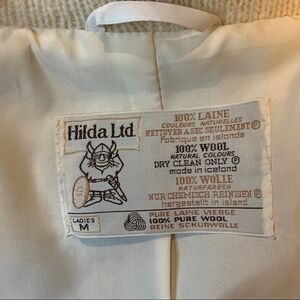 Hilda Ltd.
LADIES
M
100% LAINE
COULEURS NATURELLES
NETTOYER A SEC SEULEMENT Ⓟ
Fabrique en islande
100% WOOL
NATURAL COLOURS
DRY CLEAN ONLY Ⓟ
made in iceland
100% WOLLE
NATURFARBEN
NUR CHEMISCH REINIGEN Ⓟ
hergestellt in island
PURE LAINE VIERGE
100% PURE WOOL
REINE SCHURWOLLE